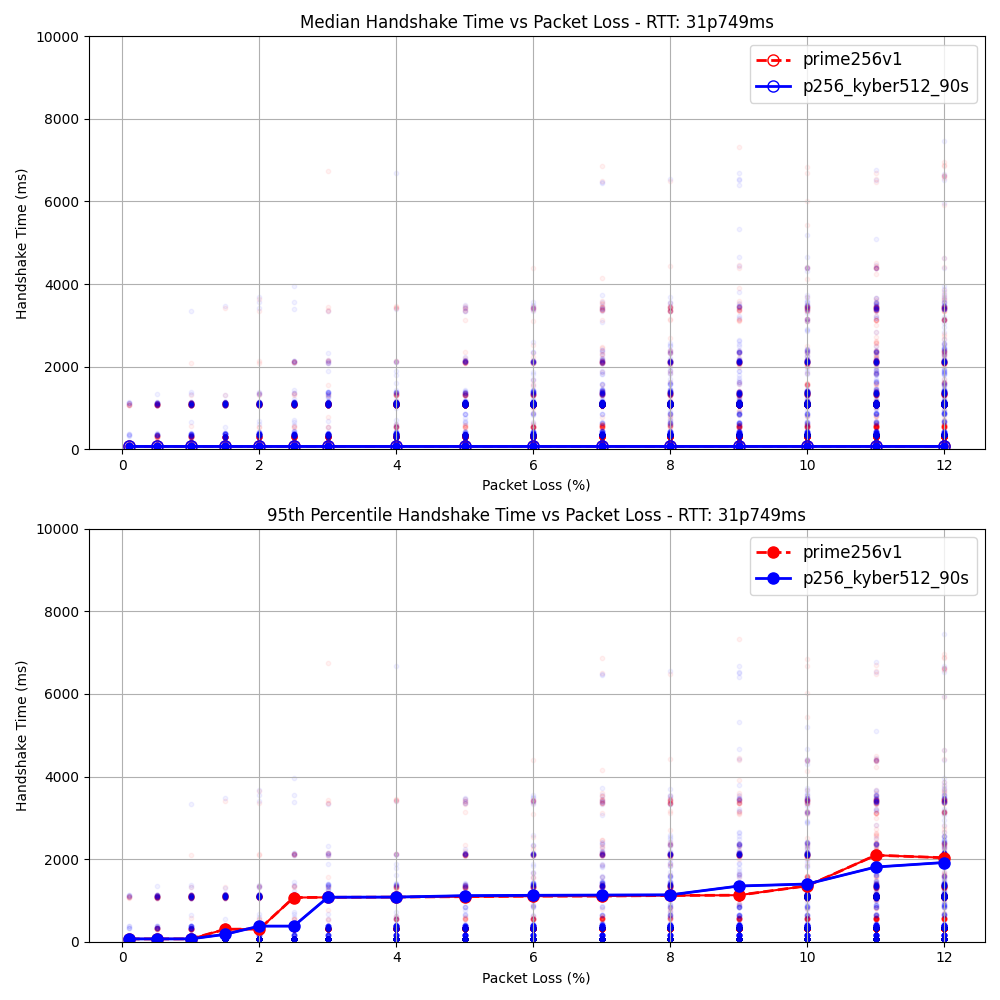 Median Handshake Time vs Packet Loss - RTT: 31p749ms
10000
8000
6000
4000
2000
0
Handshake Time (ms)
prime256v1
p256_kyber512_90s
0 2 4 6 8 10 12
Packet Loss (%)
95th Percentile Handshake Time vs Packet Loss - RTT: 31p749ms
10000
8000
6000
4000
2000
0
Handshake Time (ms)
prime256v1
p256_kyber512_90s
0 2 4 6 8 10 12
Packet Loss (%)